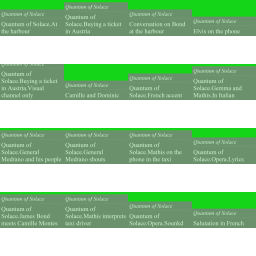 Quantum of Solace
Quantum of Solace.At the harbour
Quantum of Solace
Quantum of Solace.Buying a ticket in Austria
Quantum of Solace
Conversation on Bond at the harbour
Quantum of Solace
Elvis on the phone
Quantum of Solace
Quantum of Solace.Buying a ticket in Austria.Visual channel only
Quantum of Solace
Camille and Dominic
Quantum of Solace
Quantum of Solace.French accent
Quantum of Solace
Quantum of Solace.Gemma and Mathis.In Italian
Quantum of Solace
Quantum of Solace.General Medrano and his people
Quantum of Solace
Quantum of Solace.General Medrano shouts
Quantum of Solace
Quantum of Solace.Mathis on the phone in the taxi
Quantum of Solace
Quantum of Solace.Opera.Lyrics
Quantum of Solace
Quantum of Solace.James Bond meets Camille Montes
Quantum of Solace
Quantum of Solace.Mathis interprets taxi driver
Quantum of Solace
Quantum of Solace.Opera.Sounkd
Quantum of Solace
Salutation in French